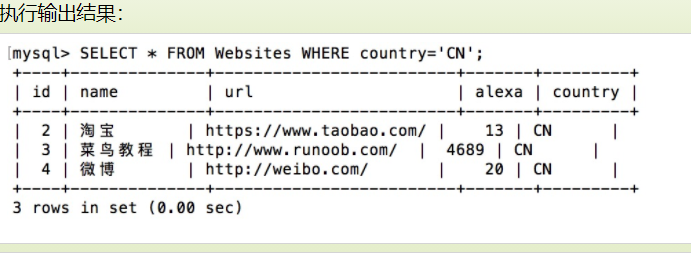 执行输出结果：
mysql> SELECT * FROM Websites WHERE country='CN';
+----+--------------+---------------------------+-------+---------+
| id | name | url | alexa | country |
+----+--------------+---------------------------+-------+---------+
| 2 | 淘宝 | https://www.taobao.com/ | 13 | CN |
| 3 | 菜鸟教程 | http://www.runoob.com/ | 4689 | CN |
| 4 | 微博 | http://weibo.com/ | 20 | CN |
+----+--------------+---------------------------+-------+---------+
3 rows in set (0.00 sec)